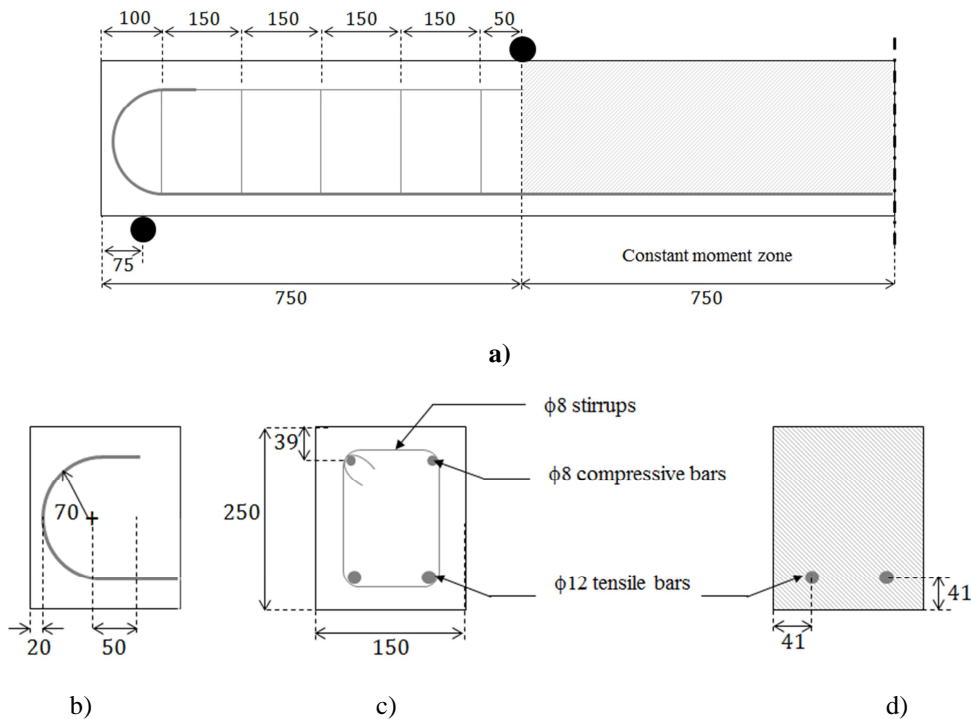 100 150 150 150 150 50
75
Constant moment zone
750 750
a)
ϕ8 stirrups
39
ϕ8 compressive bars
70
250
ϕ12 tensile bars
41
20 50
150
41
b) c) d)